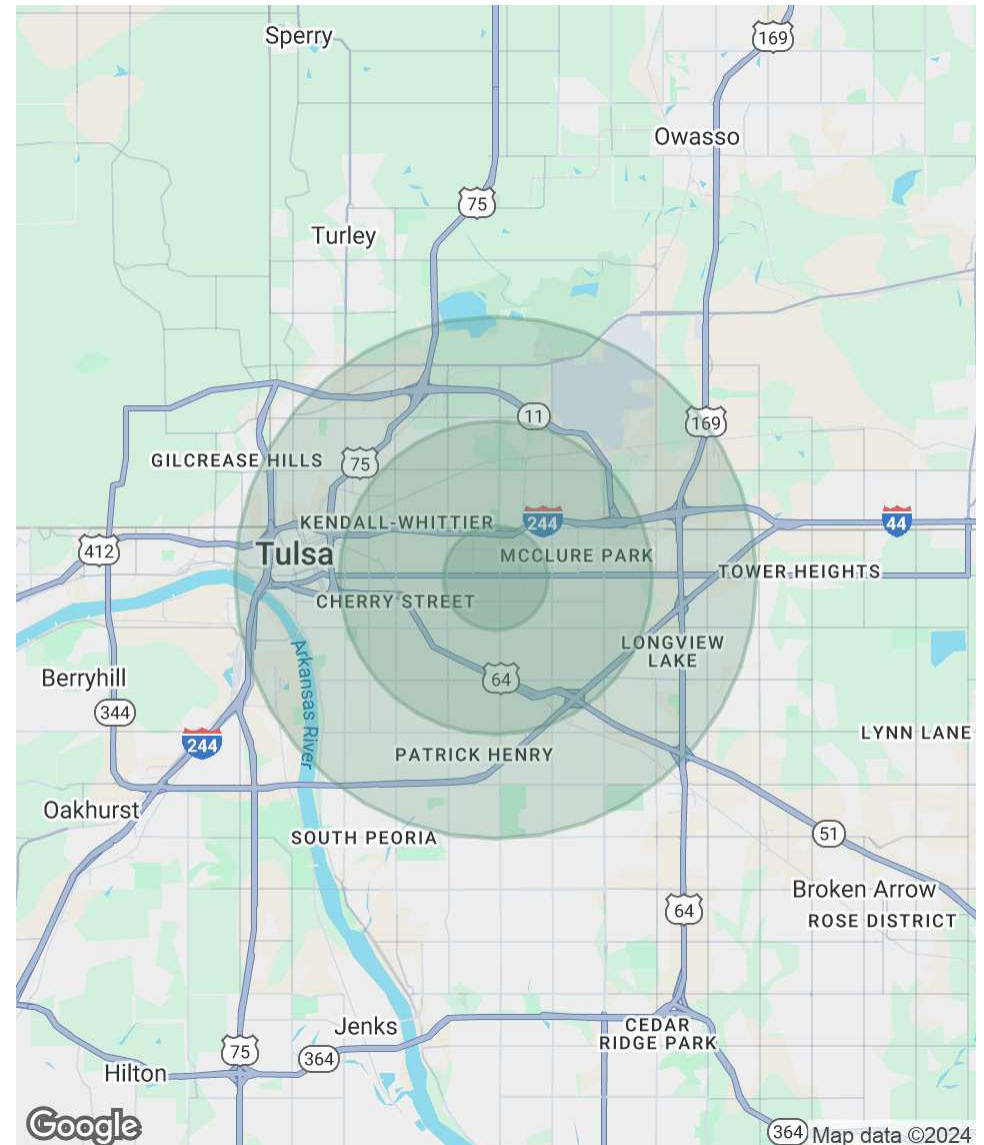 Sperry
169
Owasso
75
Turley
11
169
GILCREASE HILLS
75
KENDALL-WHITTIER
244
44
412
Tulsa
MCCLURE PARK
TOWER HEIGHTS
CHERRY STREET
LONGVIEW
LAKE
Arkansas River
Berryhill
64
344
LYNN LANE
244
PATRICK HENRY
Oakhurst
SOUTH PEORIA
51
Broken Arrow
64
ROSE DISTRICT
Jenks
CEDAR
RIDGE PARK
75
364
Hilton
Google
364
Map data ©2024